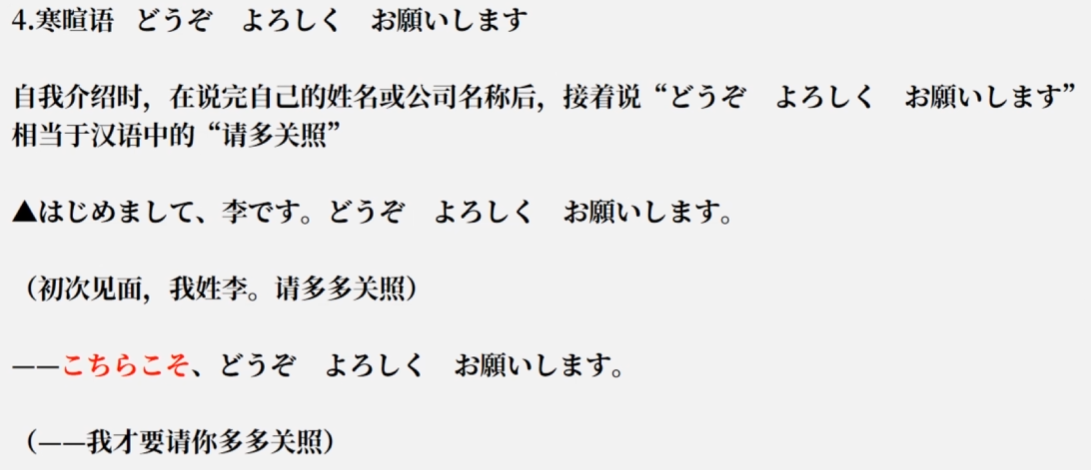 4.寒暄语　どうぞ　よろしく　お願いします
自我介绍时，在说完自己的姓名或公司名称后，接着说“どうぞ　よろしく　お願いします”
相当于汉语中的“请多关照”
▲はじめまして、李です。どうぞ　よろしく　お願いします。
（初次见面，我姓李。请多多关照）
——こちらこそ、どうぞ　よろしく　お願いします。
（——我才要请你多多关照）